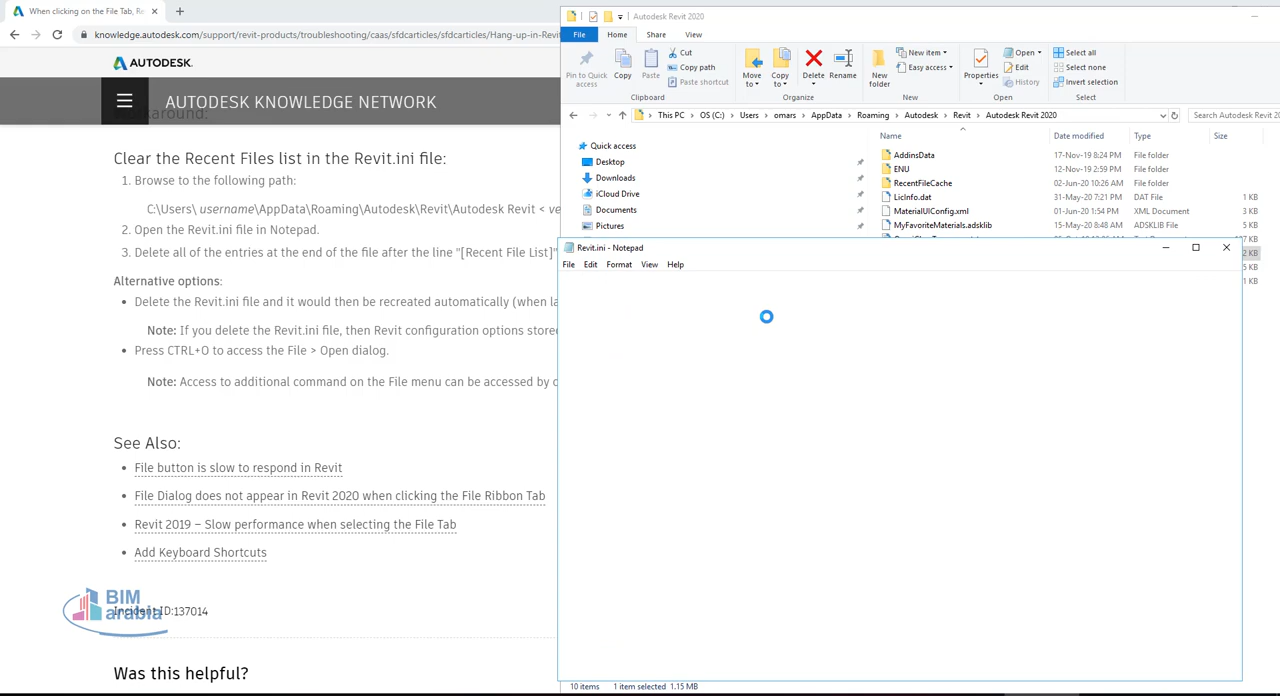 When clicking on the File Tab, Re
knowledge.autodesk.com/support/revit-products/troubleshooting/caas/sfdcarticles/sfdcarticles/Hang-up-in-Revit
AUTODESK.
AUTODESK KNOWLEDGE NETWORK
Workaround:
Clear the Recent Files list in the Revit.ini file:
1. Browse to the following path:
C:\Users\ username\AppData\Roaming\Autodesk\Revit\Autodesk Revit < ve
2. Open the Revit.ini file in Notepad.
3. Delete all of the entries at the end of the file after the line "[Recent File List]"
Alternative options:
• Delete the Revit.ini file and it would then be recreated automatically (when la
Note: If you delete the Revit.ini file, then Revit configuration options store
• Press CTRL+O to access the File > Open dialog.
Note: Access to additional command on the File menu can be accessed by
See Also:
• File button is slow to respond in Revit
• File Dialog does not appear in Revit 2020 when clicking the File Ribbon Tab
• Revit 2019 – Slow performance when selecting the File Tab
• Add Keyboard Shortcuts
BIM
arabia
Incident ID:137014
Was this helpful?
Autodesk Revit 2020
File Home Share View
Pin to Quick access
Copy
Paste
Cut
Copy path
Paste shortcut
Move to
Copy to
Delete
Rename
New folder
New item
Easy access
Properties
Open
Edit
History
Select all
Select none
Invert selection
Clipboard Organize New Open Select
This PC > OS (C:) > Users > omars > AppData > Roaming > Autodesk > Revit > Autodesk Revit 2020
Search Autodesk Revit 2020
Quick access
Desktop
Downloads
iCloud Drive
Documents
Pictures
Name Date modified Type Size
AddinsData 17-Nov-19 8:24 PM File folder
ENU 12-Nov-19 2:59 PM File folder
RecentFileCache 02-Jun-20 10:26 AM File folder
LicInfo.dat 31-May-20 7:21 PM DAT File 1 KB
MaterialUIConfig.xml 01-Jun-20 1:54 PM XML Document 3 KB
MyFavoriteMaterials.adsklib 15-May-20 8:48 AM ADSKLIB File
2 KB
5 KB
1 KB
Revit.ini - Notepad
File Edit Format View Help
10 items 1 item selected 1.15 MB